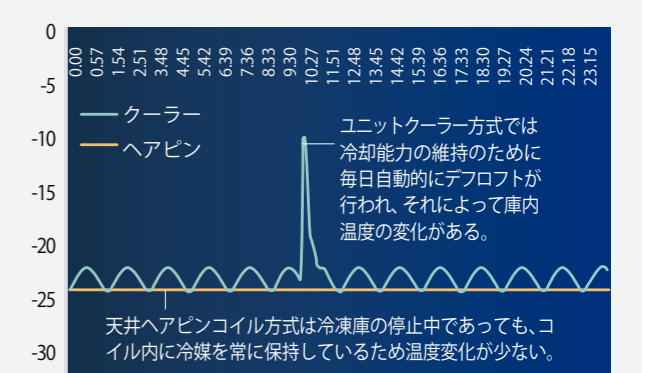 0
-5
-10
-15
-20
-25
-30
0.00 0.57 1.54 2.51 3.48 4.45 5.42 6.39 7.36 8.33 9.30 10.27 11.51 12.48 13.45 14.42 15.39 16.36 17.33 18.30 19.27 20.24 21.21 22.18 23.15
クーラー
ヘアピン
ユニットクーラー方式では
冷却能力の維持のために
毎日自動的にデフロフトが
行われ、それによって庫内
温度の変化がある。
天井ヘアピンコイル方式は冷凍庫の停止中であっても、コ
イル内に冷媒を常に保持しているため温度変化が少ない。